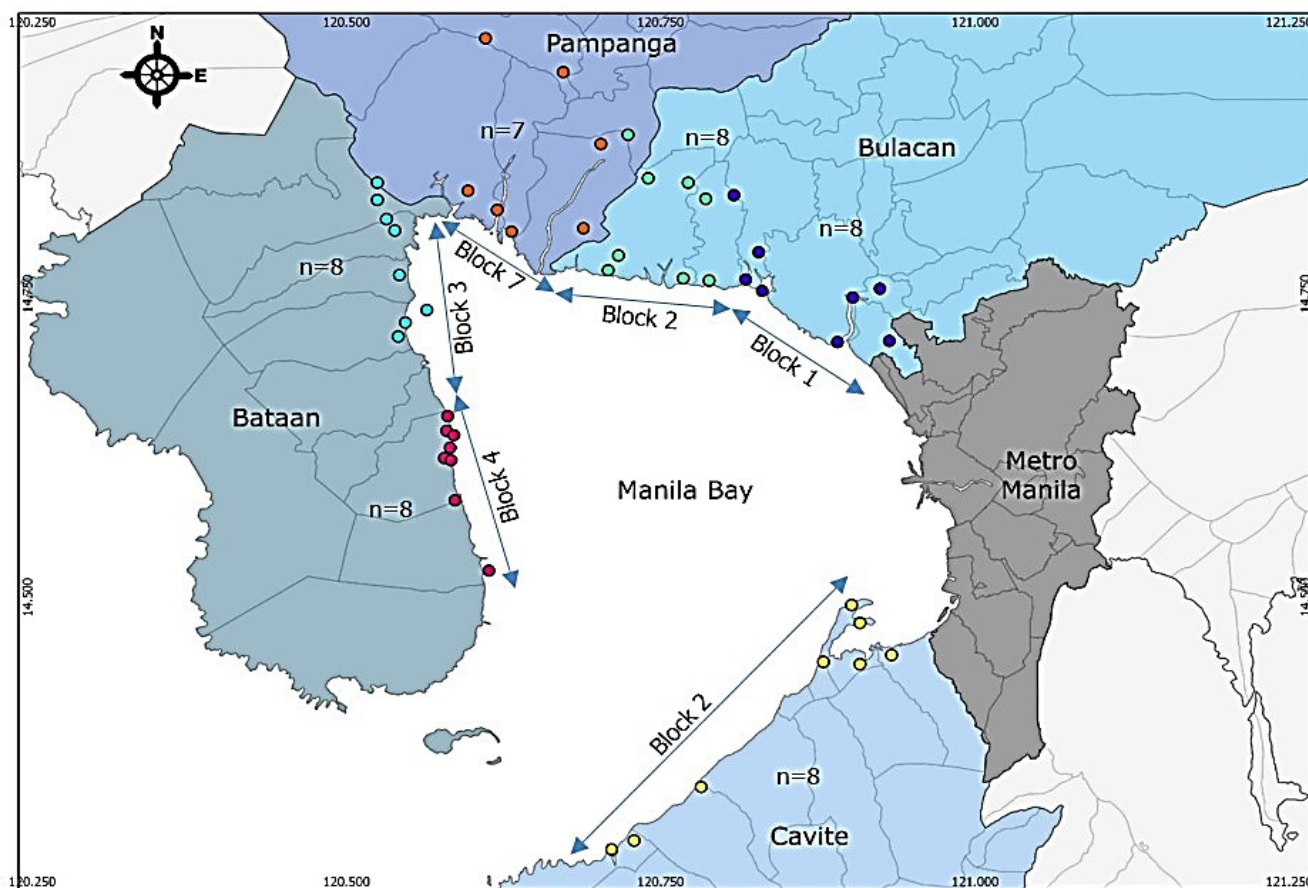 120.250
120.500
120.750
121.000
121.250
N
E
Pampanga
n=7
n=8
Bulacan
n=8
n=8
Block 7
Block 3
Block 2
Block 1
14.750
14.750
Bataan
Block 4
Metro
Manila
Manila Bay
n=8
14.500
14.500
Block 2
n=8
Cavite
120.250
120.500
120.750
121.000
121.250